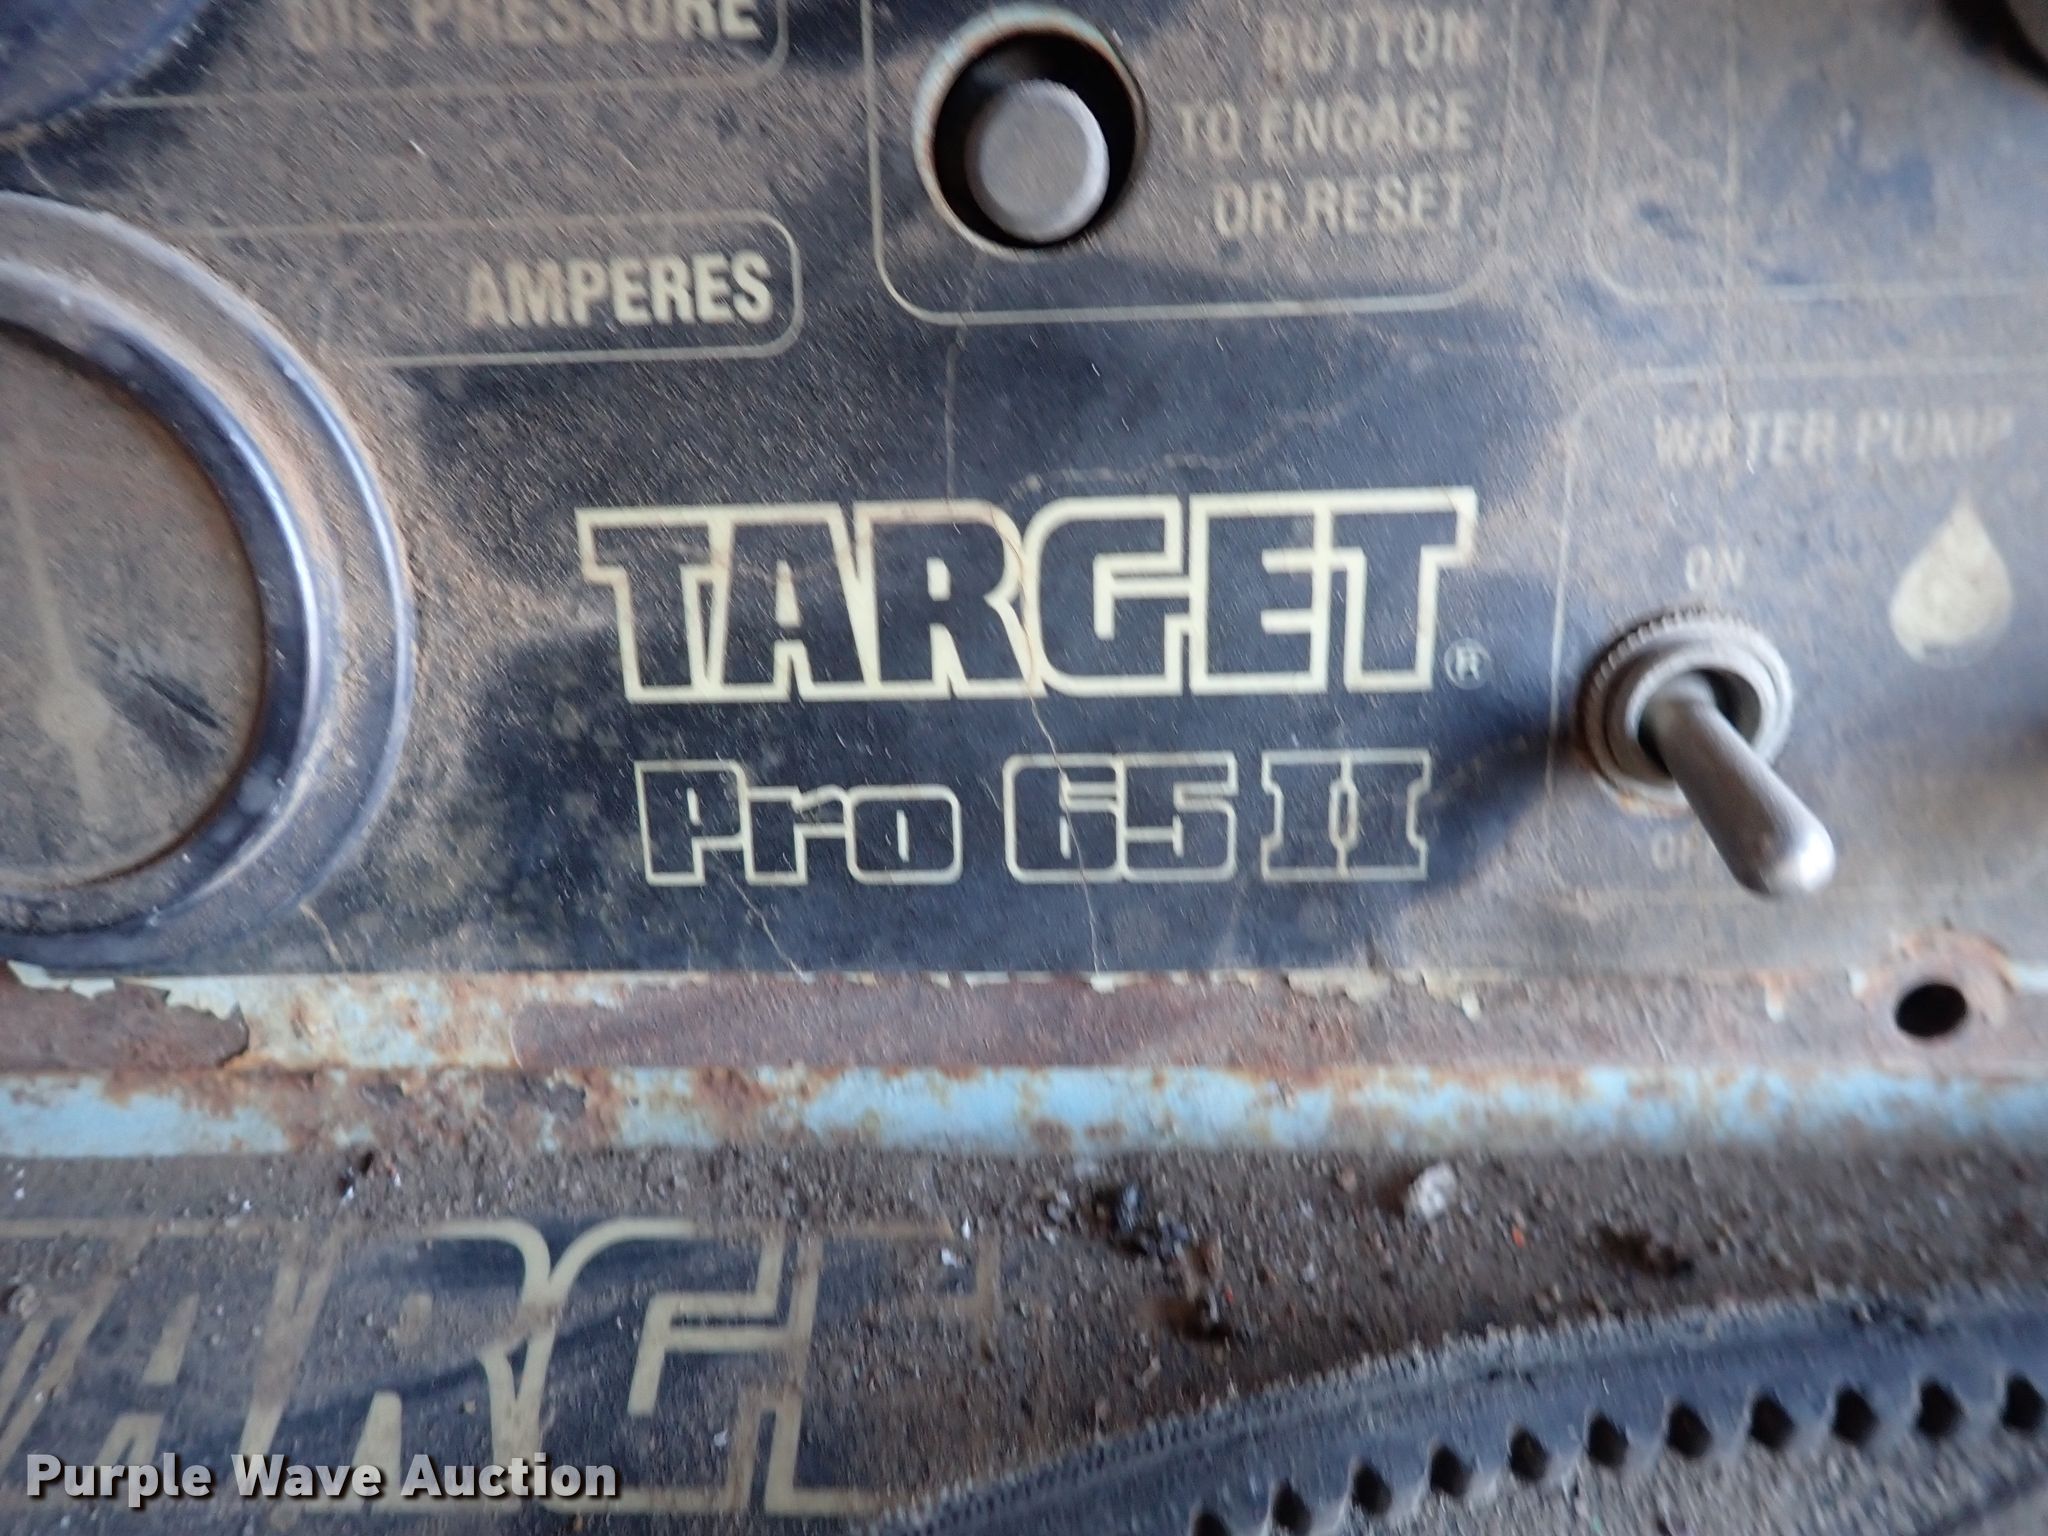 OIL PRESSURE
BUTTON
TO ENGAGE
OR RESET
AMPERES
WATER PUMP
ON
TARGET®
Pro 65 II
Purple Wave Auction